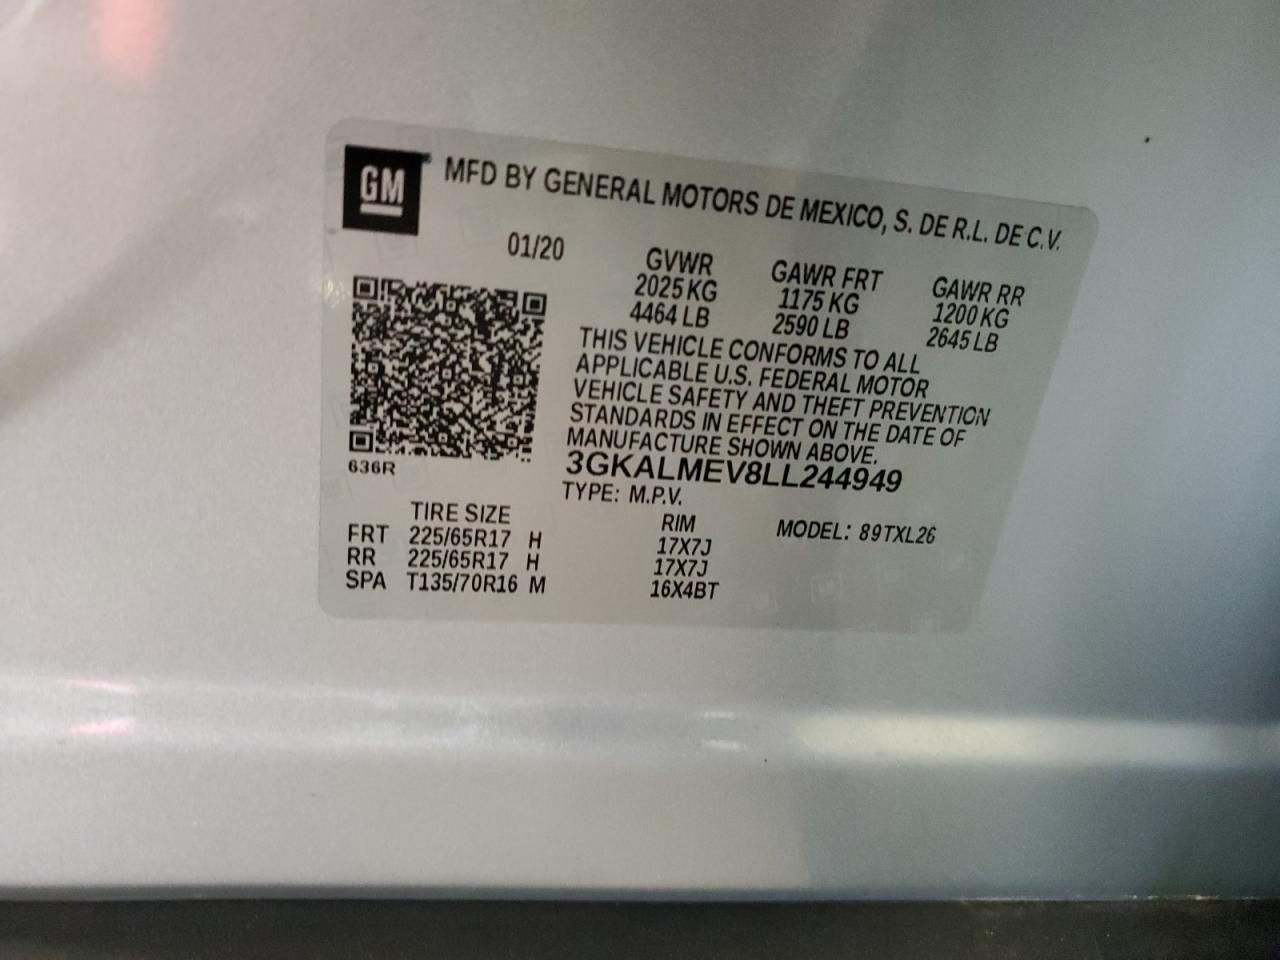 GM
MFD BY GENERAL MOTORS DE MEXICO, S. DE R.L. DE C.V.
01/20
GVWR GAWR FRT GAWR RR
2025 KG 1175 KG 1200 KG
4464 LB 2590 LB 2645 LB
THIS VEHICLE CONFORMS TO ALL
APPLICABLE U.S. FEDERAL MOTOR
VEHICLE SAFETY AND THEFT PREVENTION
STANDARDS IN EFFECT ON THE DATE OF
MANUFACTURE SHOWN ABOVE.
3GKALMEV8LL244949
636R
TYPE: M.P.V.
TIRE SIZE RIM MODEL: 89TXL26
FRT 225/65R17 H 17X7J
RR 225/65R17 H 17X7J
SPA T135/70R16 M 16X4BT